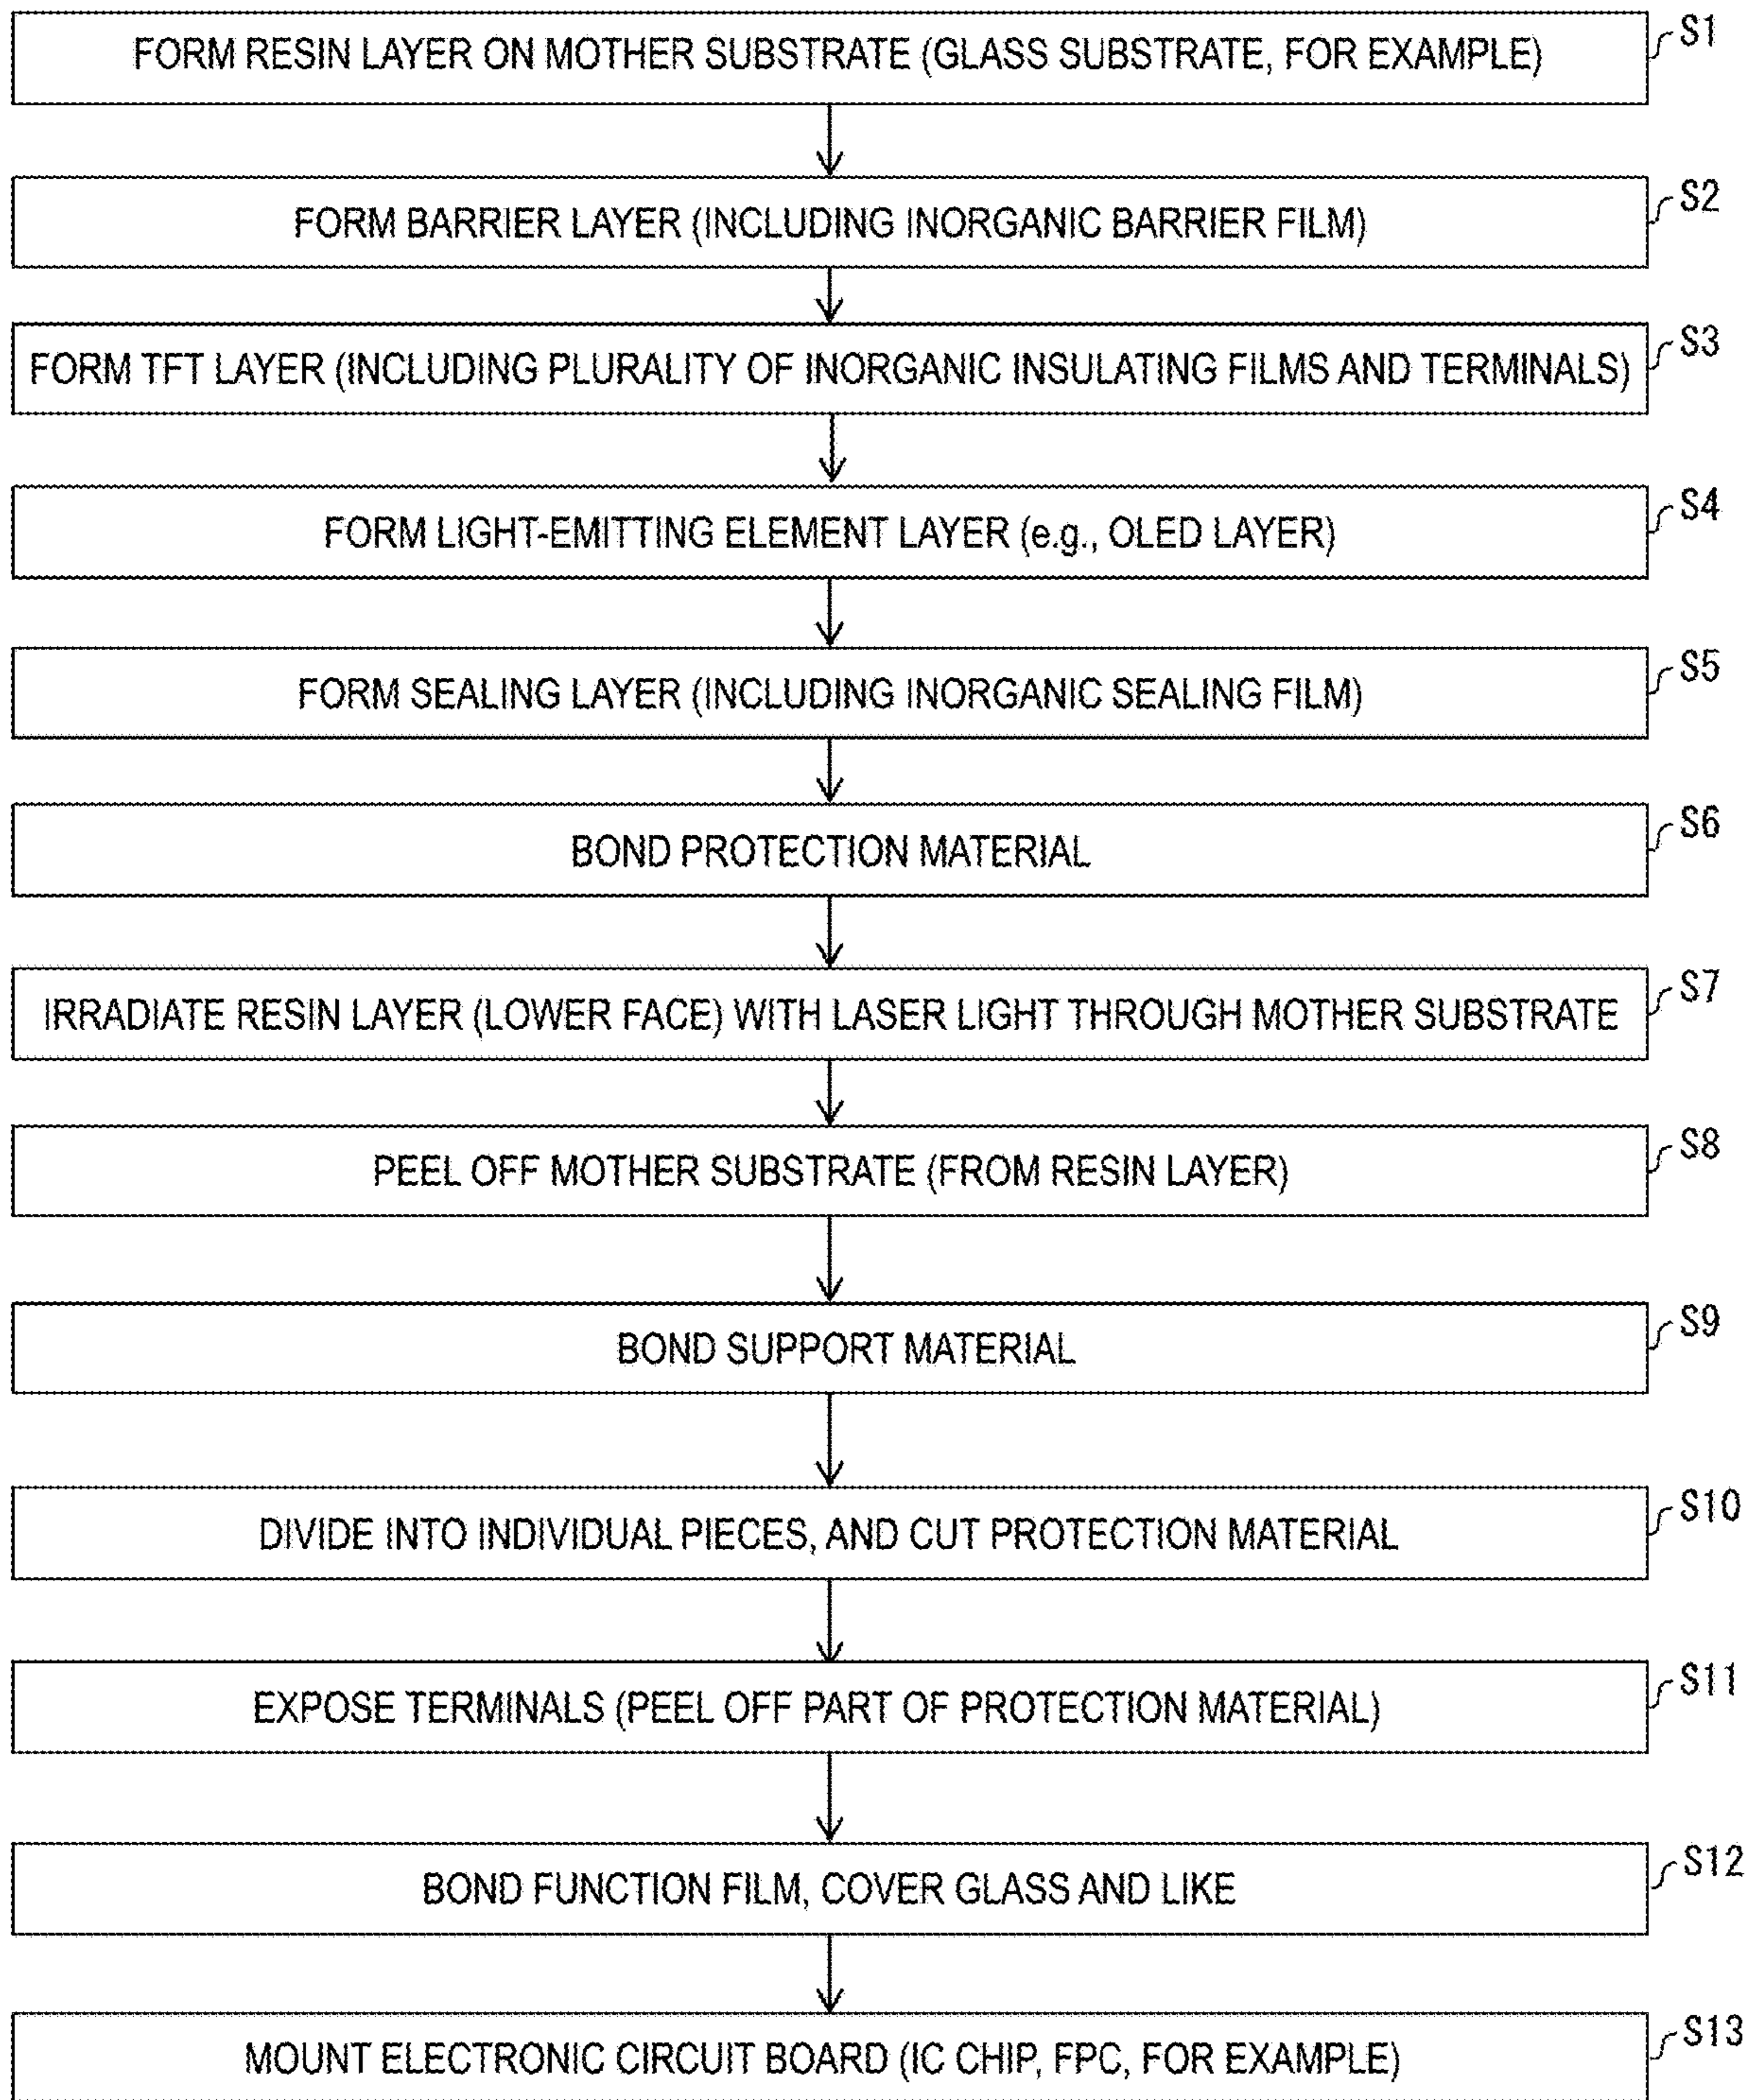 FORM RESIN LAYER ON MOTHER SUBSTRATE (GLASS SUBSTRATE, FOR EXAMPLE)
S1
FORM BARRIER LAYER (INCLUDING INORGANIC BARRIER FILM)
S2
FORM TFT LAYER (INCLUDING PLURALITY OF INORGANIC INSULATING FILMS AND TERMINALS)
S3
FORM LIGHT-EMITTING ELEMENT LAYER (e.g., OLED LAYER)
S4
FORM SEALING LAYER (INCLUDING INORGANIC SEALING FILM)
S5
BOND PROTECTION MATERIAL
S6
IRRADIATE RESIN LAYER (LOWER FACE) WITH LASER LIGHT THROUGH MOTHER SUBSTRATE
S7
PEEL OFF MOTHER SUBSTRATE (FROM RESIN LAYER)
S8
BOND SUPPORT MATERIAL
S9
DIVIDE INTO INDIVIDUAL PIECES, AND CUT PROTECTION MATERIAL
S10
EXPOSE TERMINALS (PEEL OFF PART OF PROTECTION MATERIAL)
S11
BOND FUNCTION FILM, COVER GLASS AND LIKE
S12
MOUNT ELECTRONIC CIRCUIT BOARD (IC CHIP, FPC, FOR EXAMPLE)
S13